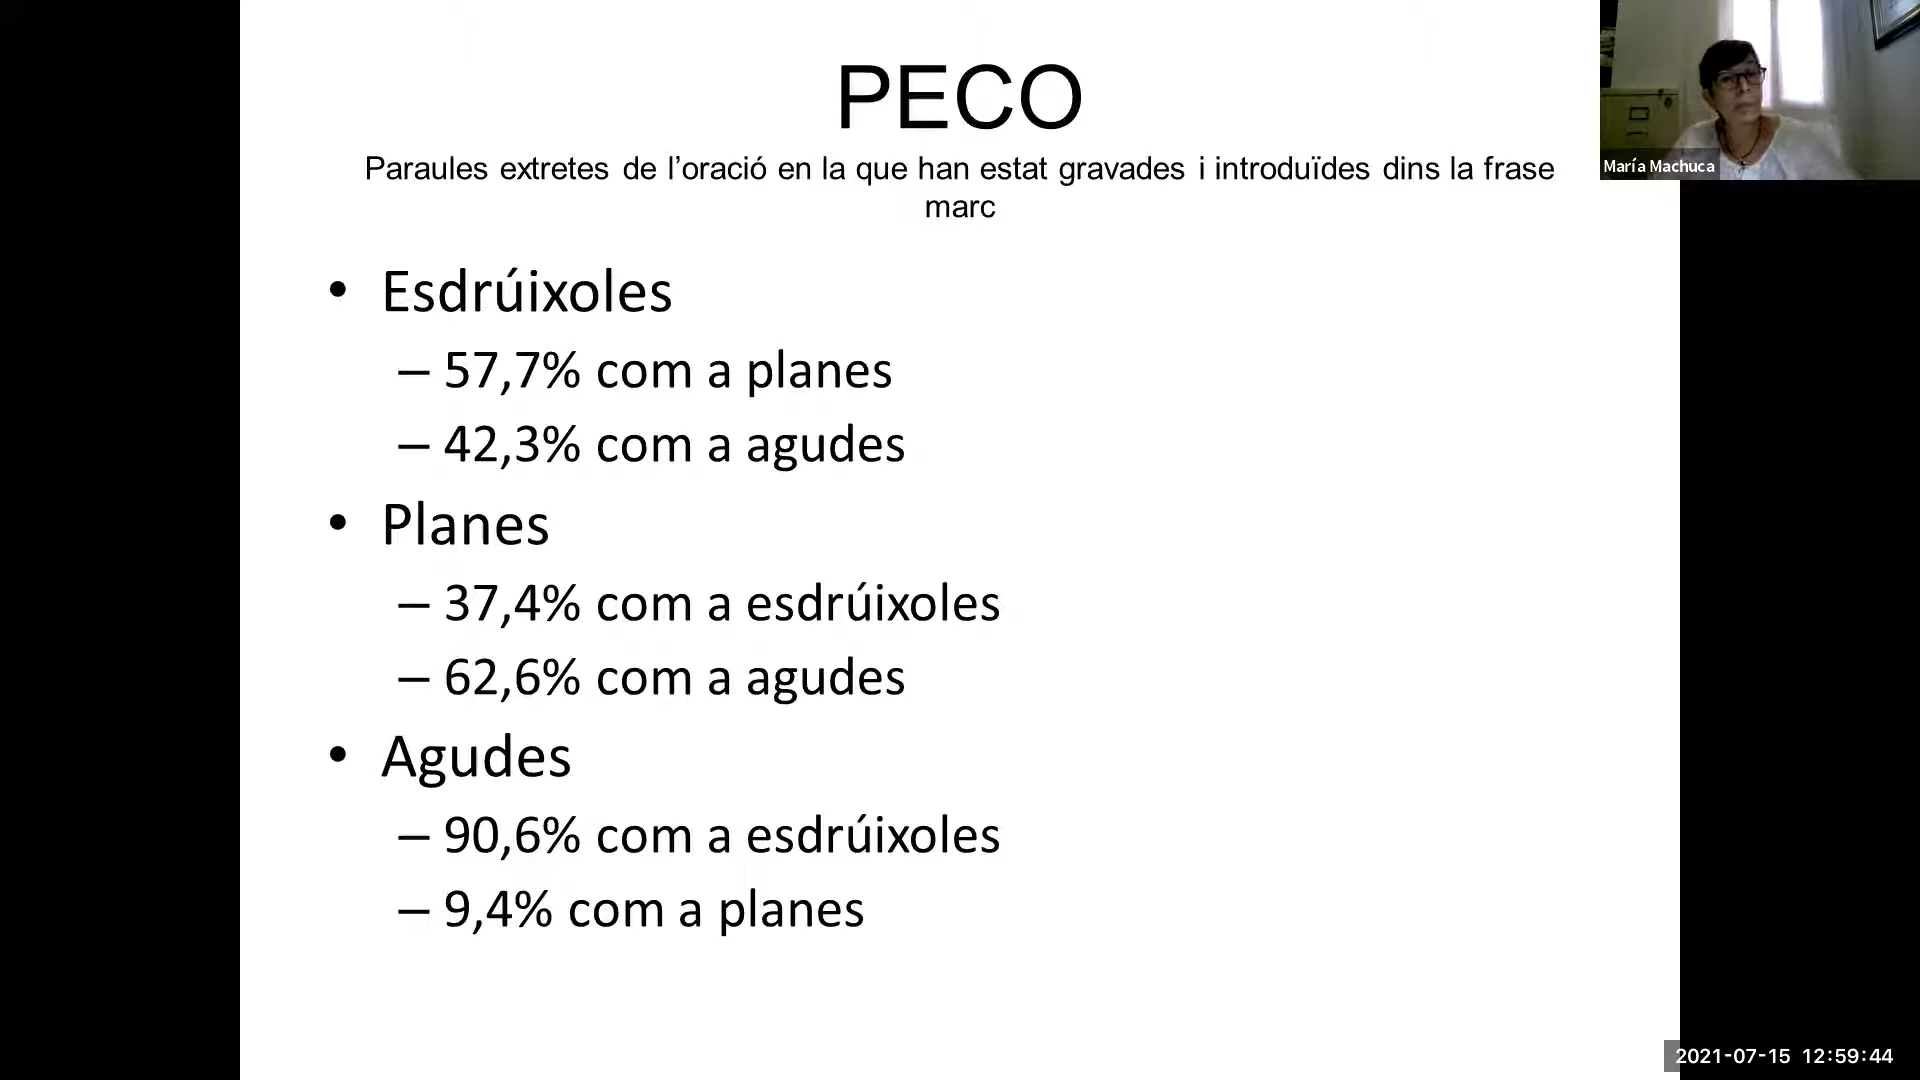 PECO
Paraules extretes de l’oració en la que han estat gravades i introduïdes dins la frase
marc
• Esdrúixoles
– 57,7% com a planes
– 42,3% com a agudes
• Planes
– 37,4% com a esdrúixoles
– 62,6% com a agudes
• Agudes
– 90,6% com a esdrúixoles
– 9,4% com a planes
María Machuca
2021-07-15 12:59:44